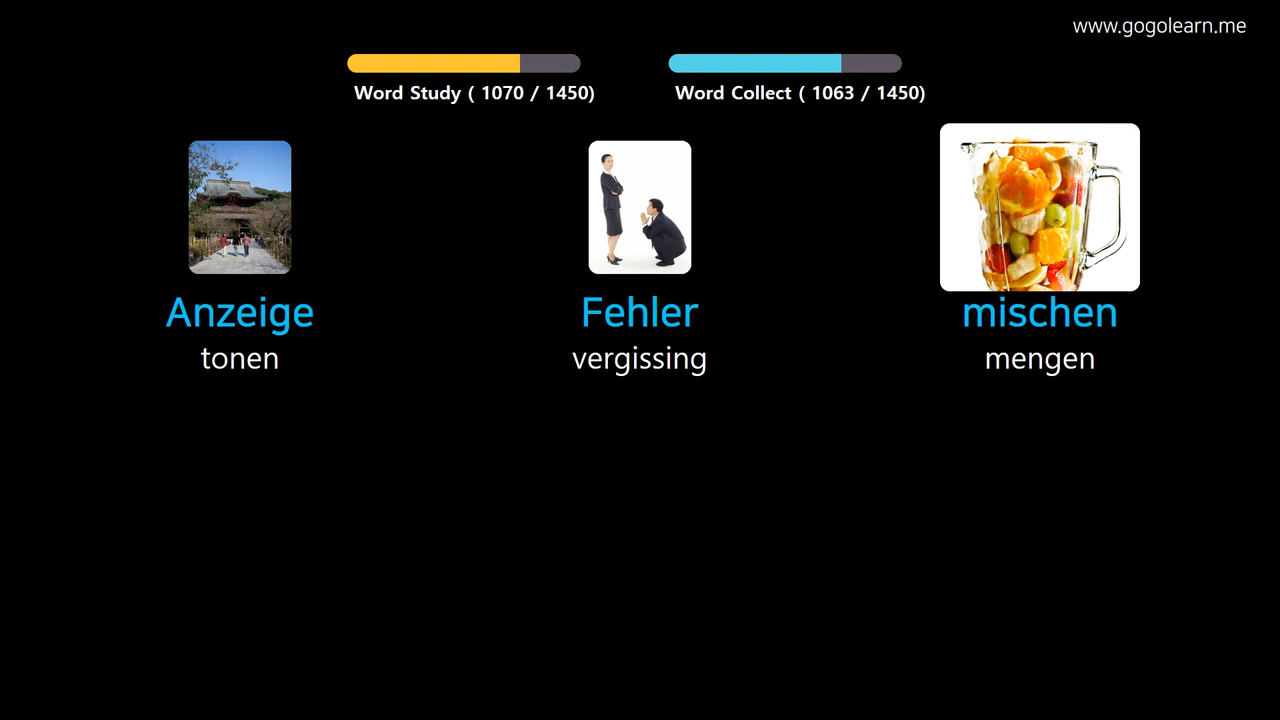 www.gogolearn.me
Word Study ( 1070 / 1450)
Word Collect ( 1063 / 1450)
Anzeige
tonen
Fehler
vergissing
mischen
mengen